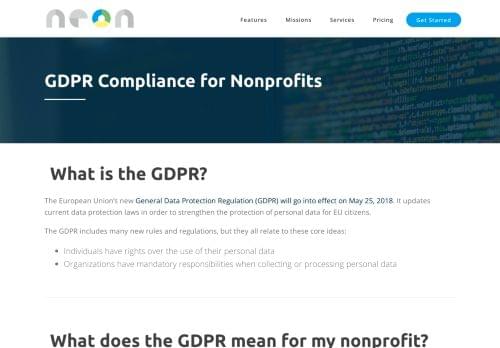 neon
Features Missions Services Pricing Get Started
GDPR Compliance for Nonprofits
What is the GDPR?
The European Union's new General Data Protection Regulation (GDPR) will go into effect on May 25, 2018. It updates
current data protection laws in order to strengthen the protection of personal data for EU citizens.
The GDPR includes many new rules and regulations, but they all relate to these core ideas:
Individuals have rights over the use of their personal data
Organizations have mandatory responsibilities when collecting or processing personal data
What does the GDPR mean for my nonprofit?